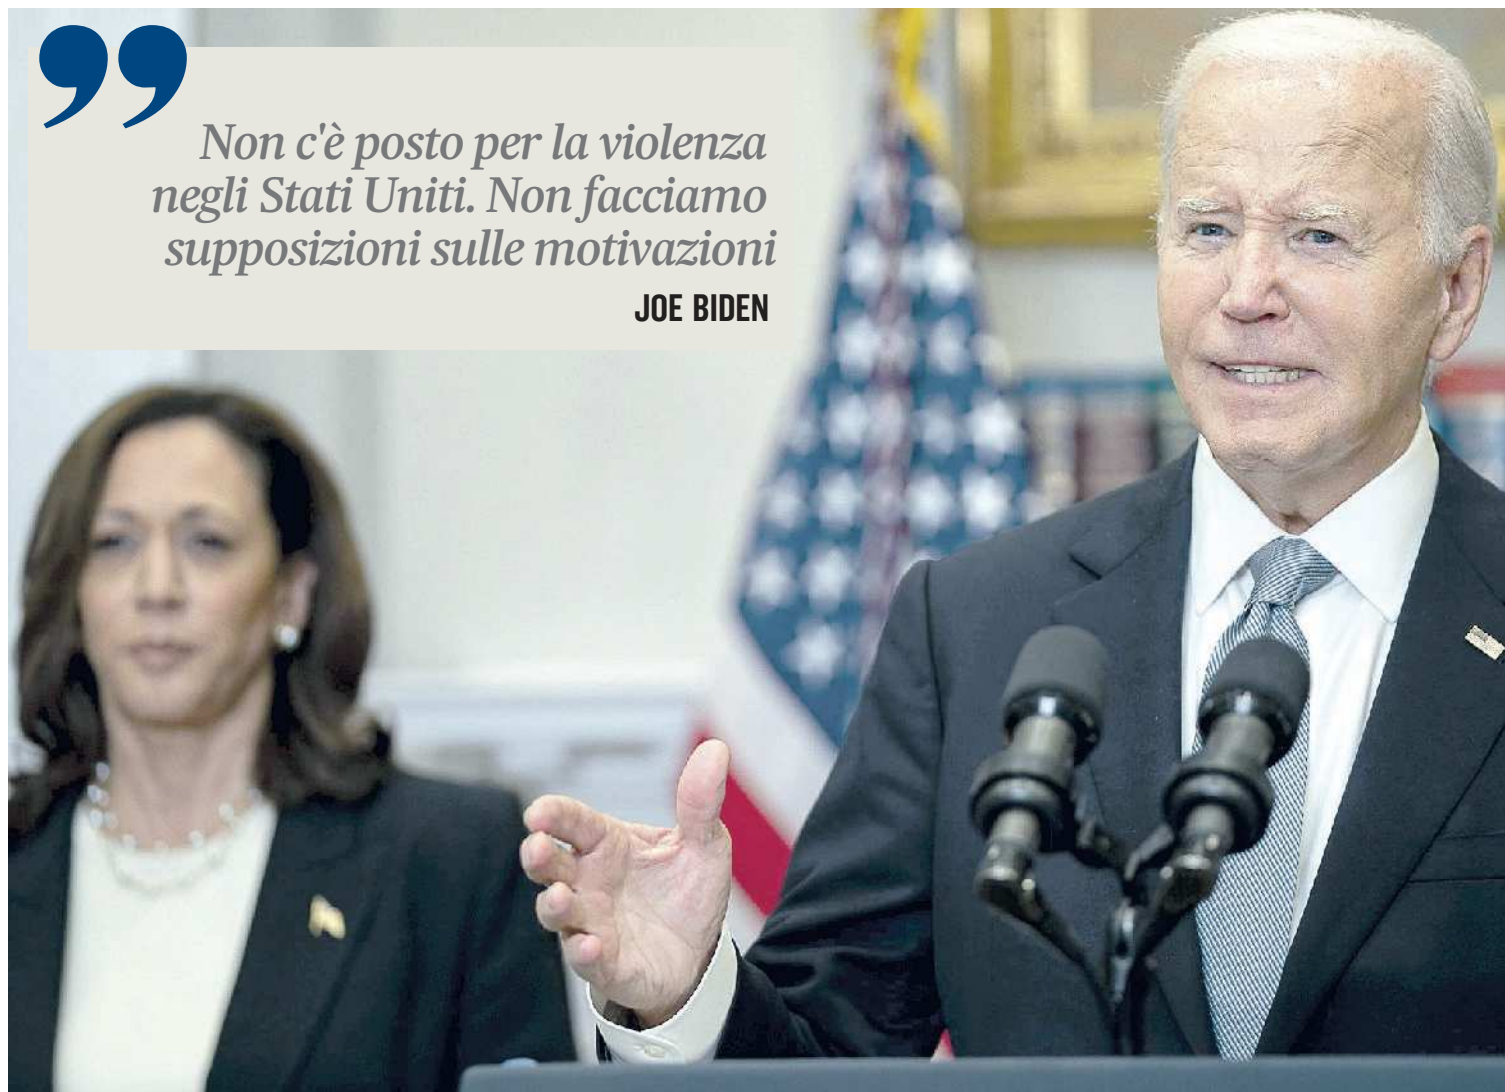 ”
Non c'è posto per la violenza
negli Stati Uniti. Non facciamo
supposizioni sulle motivazioni
JOE BIDEN